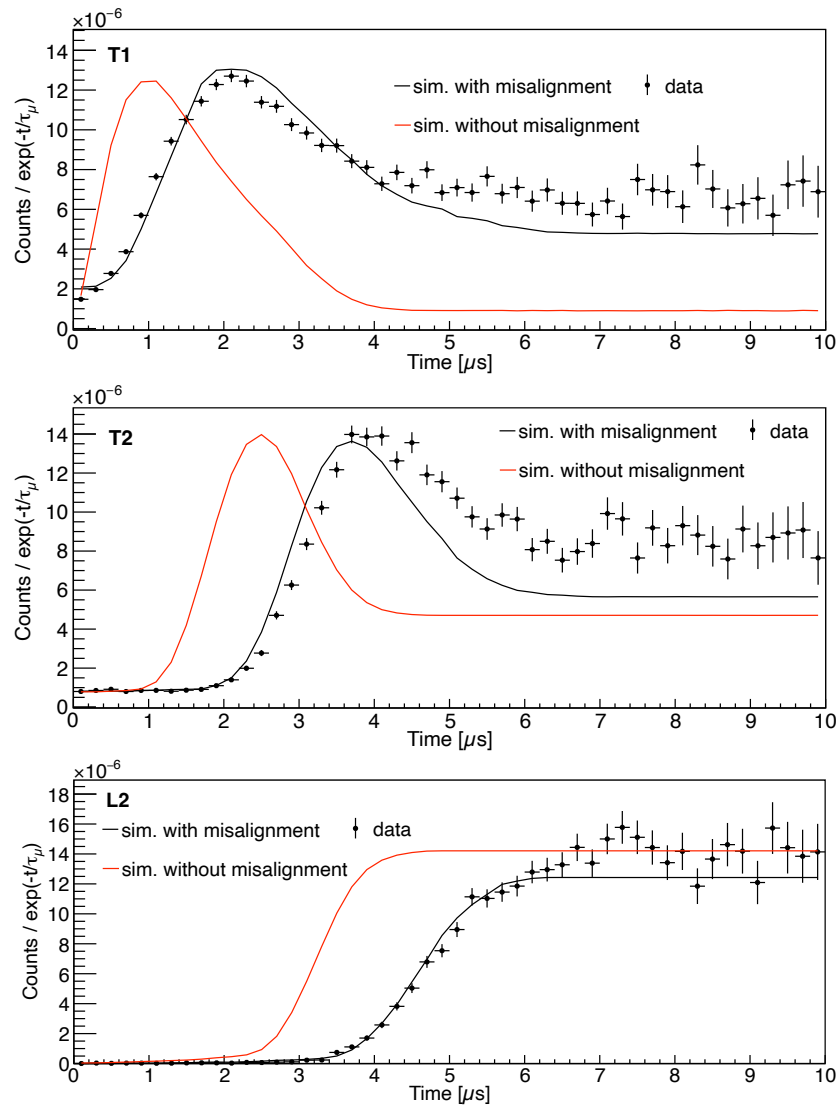 ×10⁻⁶
T1
sim. with misalignment data
sim. without misalignment
Counts / exp(-t/τμ)
14
12
10
8
6
4
2
0
0 1 2 3 4 5 6 7 8 9 10
Time [µs]
×10⁻⁶
T2
sim. with misalignment data
sim. without misalignment
Counts / exp(-t/τμ)
14
12
10
8
6
4
2
0
0 1 2 3 4 5 6 7 8 9 10
Time [µs]
×10⁻⁶
L2
sim. with misalignment data
sim. without misalignment
Counts / exp(-t/τμ)
18
16
14
12
10
8
6
4
2
0
0 1 2 3 4 5 6 7 8 9 10
Time [µs]